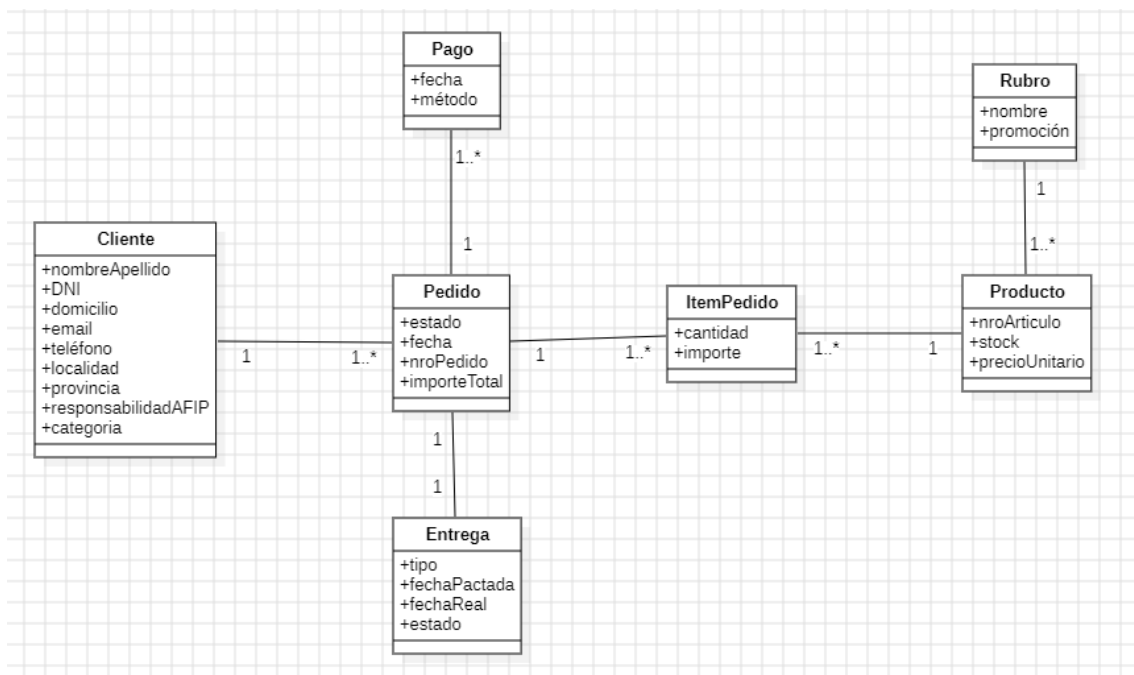 Pago
+fecha
+método
1..*
1
Rubro
+nombre
+promoción
1
1..*
Cliente
+nombreApellido
+DNI
+domicilio
+email
+teléfono
+localidad
+provincia
+responsabilidadAFIP
+categoria
1
1..*
Pedido
+estado
+fecha
+nroPedido
+importeTotal
1
1..*
ItemPedido
+cantidad
+importe
1..*
1
Producto
+nroArticulo
+stock
+precioUnitario
1
1
Entrega
+tipo
+fechaPactada
+fechaReal
+estado